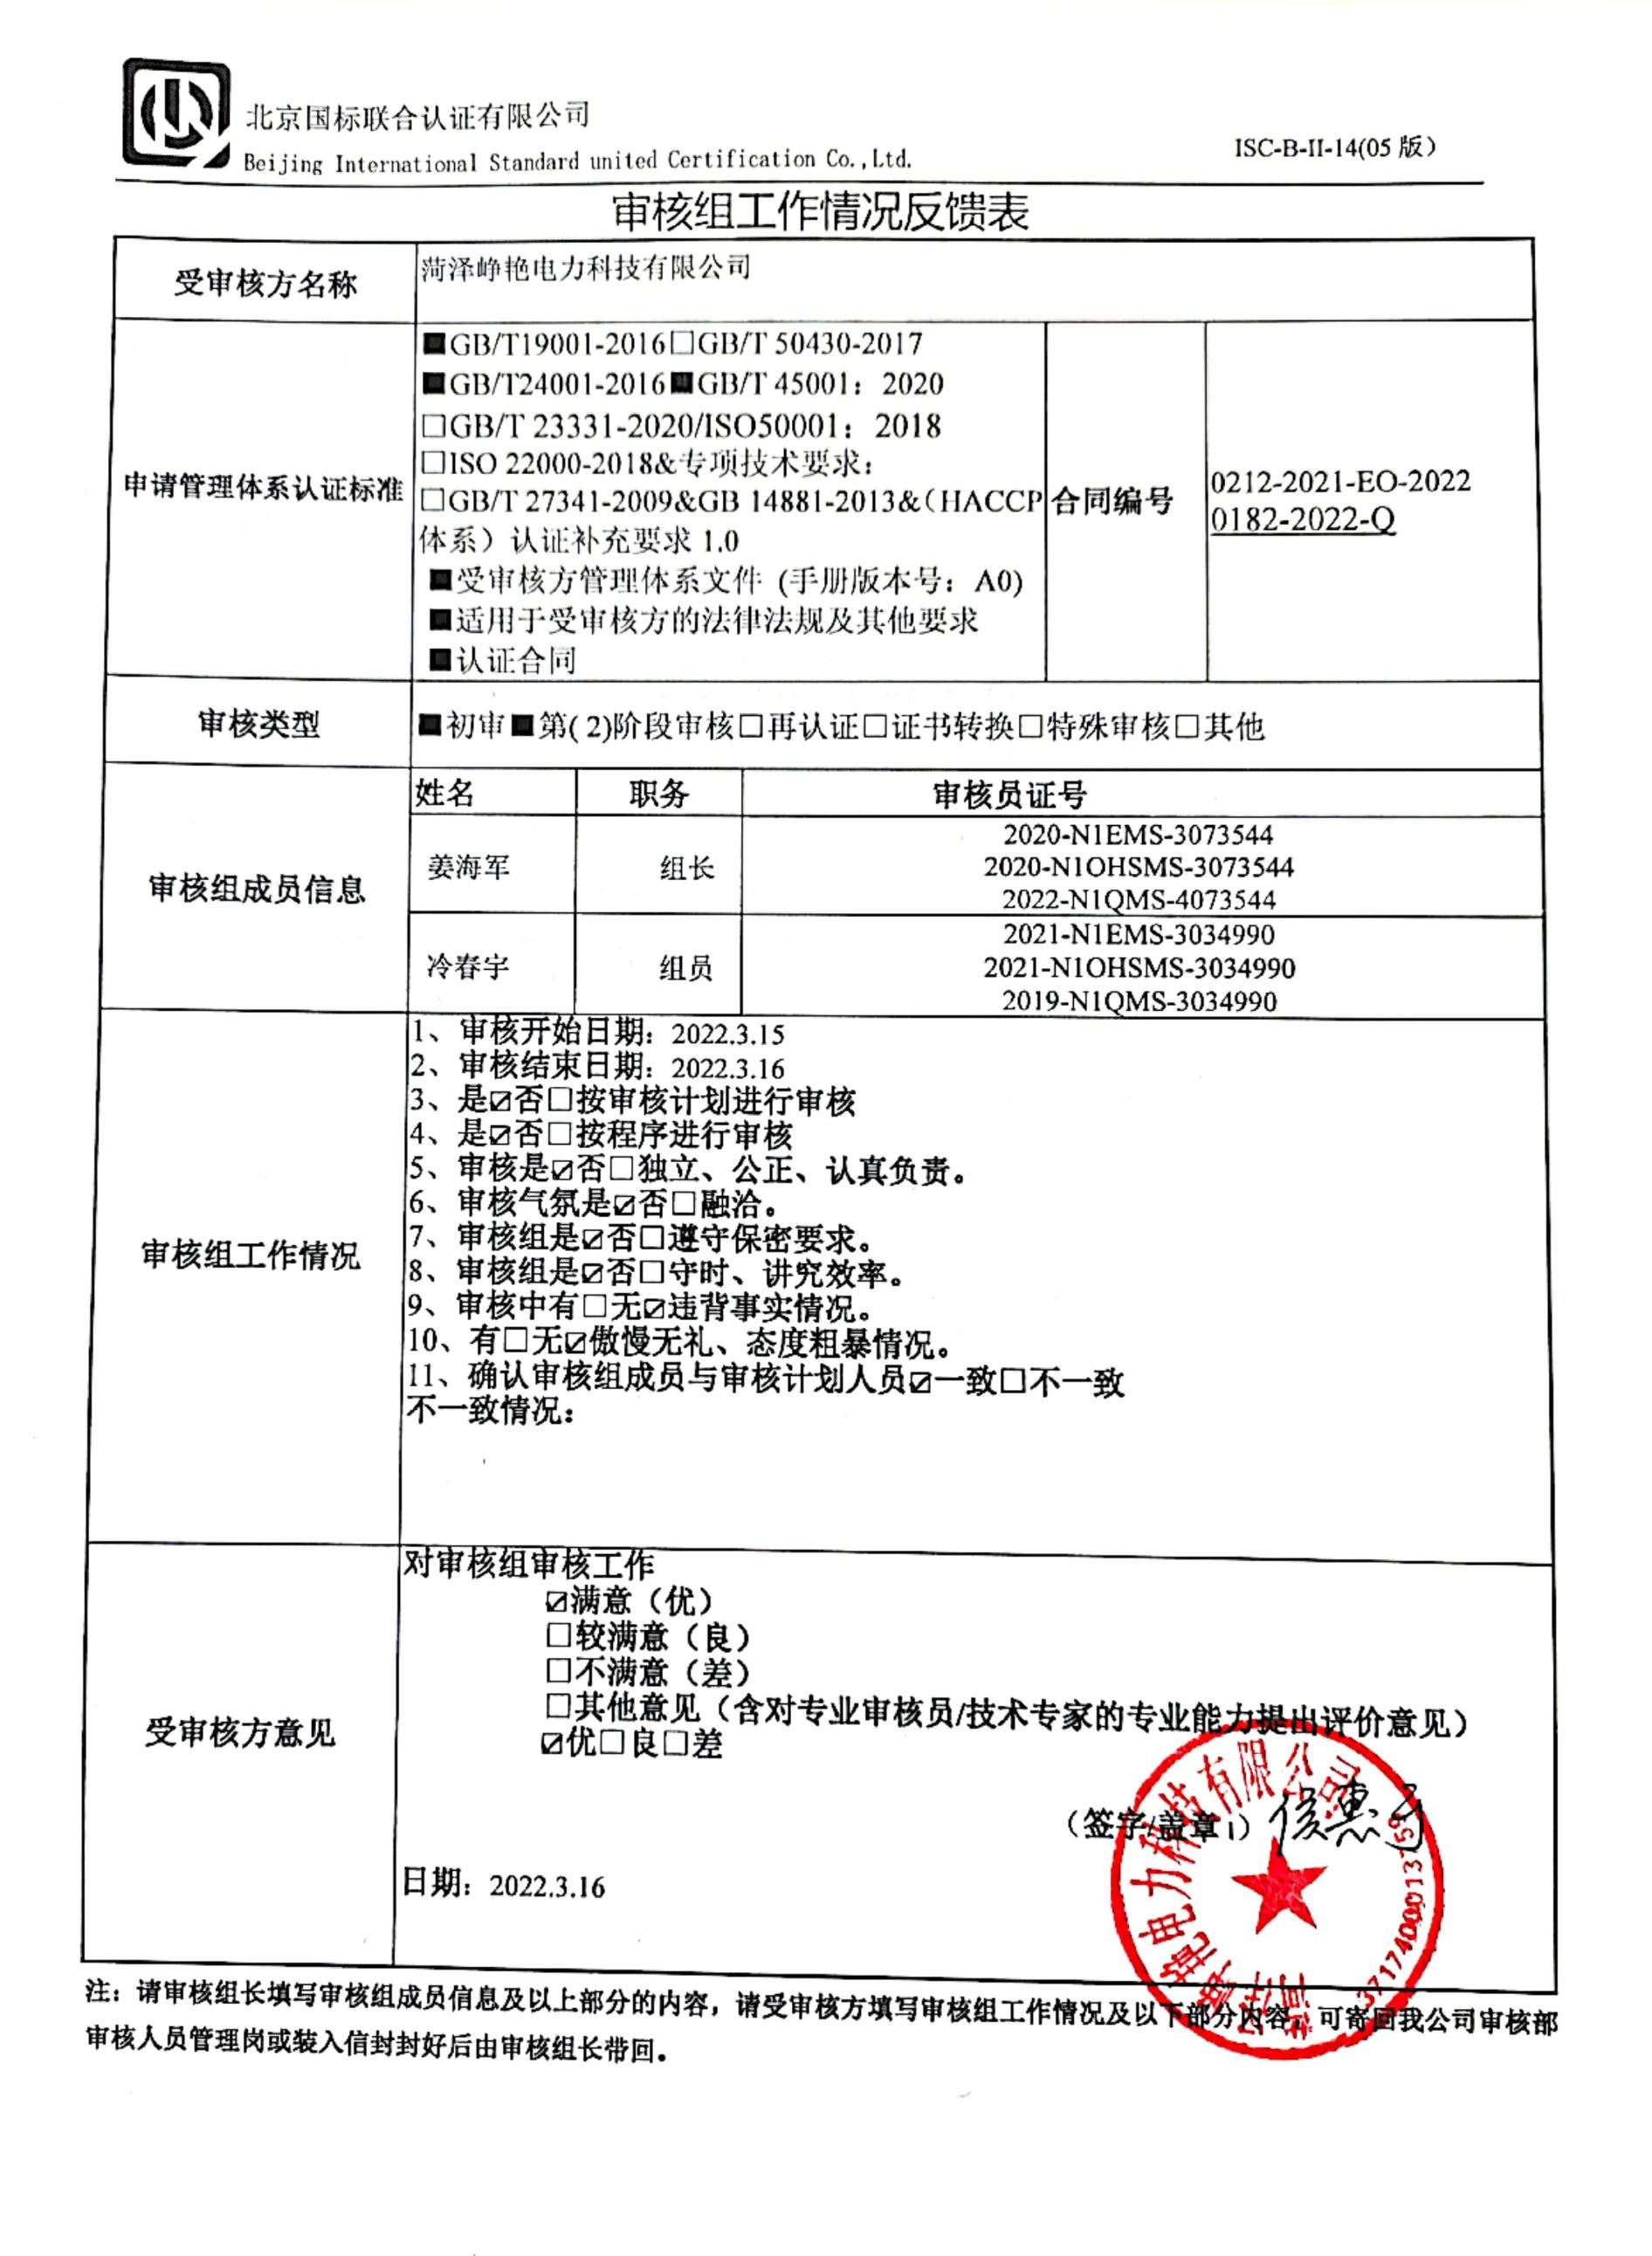 北京国标联合认证有限公司
Beijing International Standard united Certification Co.,Ltd.
ISC-B-II-14(05 版)
审核组工作情况反馈表
受审核方名称
菏泽峥艳电力科技有限公司
申请管理体系认证标准
■GB/T19001-2016□GB/T 50430-2017
■GB/T24001-2016■GB/T 45001：2020
□GB/T 23331-2020/ISO50001：2018
□ISO 22000-2018&专项技术要求：
□GB/T 27341-2009&GB 14881-2013&（HACCP
体系）认证补充要求 1.0
■受审核方管理体系文件 (手册版本号：A0)
■适用于受审核方的法律法规及其他要求
■认证合同
合同编号
0212-2021-EO-2022
0182-2022-Q
审核类型
■初审■第( 2)阶段审核□再认证□证书转换□特殊审核□其他
审核组成员信息
姓名 职务 审核员证号
姜海军 组长
2020-N1EMS-3073544
2020-N1OHSMS-3073544
2022-N1QMS-4073544
冷春宇 组员
2021-N1EMS-3034990
2021-N1OHSMS-3034990
2019-N1QMS-3034990
审核组工作情况
1、审核开始日期：2022.3.15
2、审核结束日期：2022.3.16
3、是☑否□按审核计划进行审核
4、是☑否□按程序进行审核
5、审核是☑否□独立、公正、认真负责。
6、审核气氛是☑否□融洽。
7、审核组是☑否□遵守保密要求。
8、审核组是☑否□守时、讲究效率。
9、审核中有□无☑违背事实情况。
10、有□无☑傲慢无礼、态度粗暴情况。
11、确认审核组成员与审核计划人员☑一致□不一致
不一致情况：
受审核方意见
对审核组审核工作
☑满意（优）
□较满意（良）
□不满意（差）
□其他意见（含对专业审核员/技术专家的专业能力提出评价意见）
☑优□良□差
（签字/盖章）
日期：2022.3.16
菏泽峥艳电力科技有限公司
注：请审核组长填写审核组成员信息及以上部分的内容，请受审核方填写审核组工作情况及以下部分内容，可寄回我公司审核部
审核人员管理岗或装入信封封好后由审核组长带回。